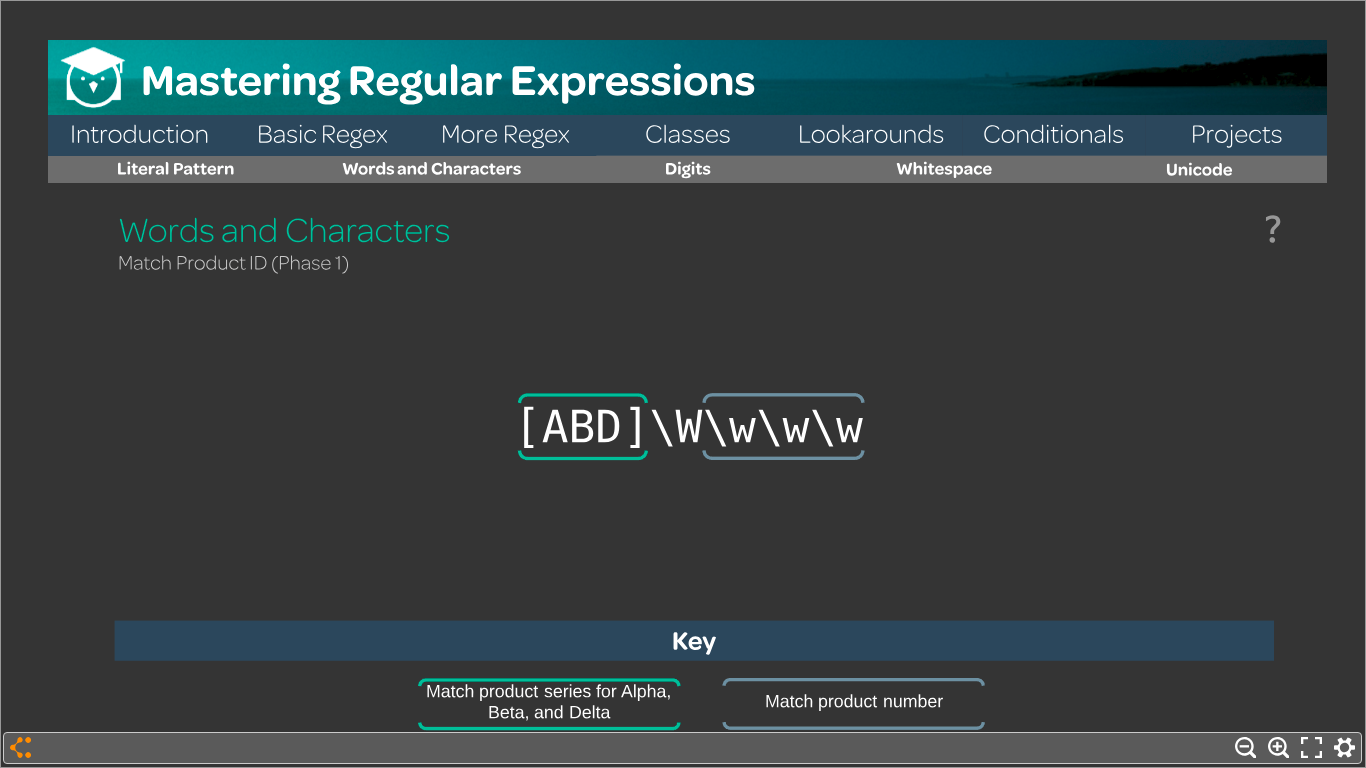 Mastering Regular Expressions
Introduction Basic Regex More Regex Classes Lookarounds Conditionals Projects
Literal Pattern Words and Characters Digits Whitespace Unicode
Words and Characters
?
Match Product ID (Phase 1)
[ABD]\W\w\w\w
Key
Match product series for Alpha,
Beta, and Delta
Match product number